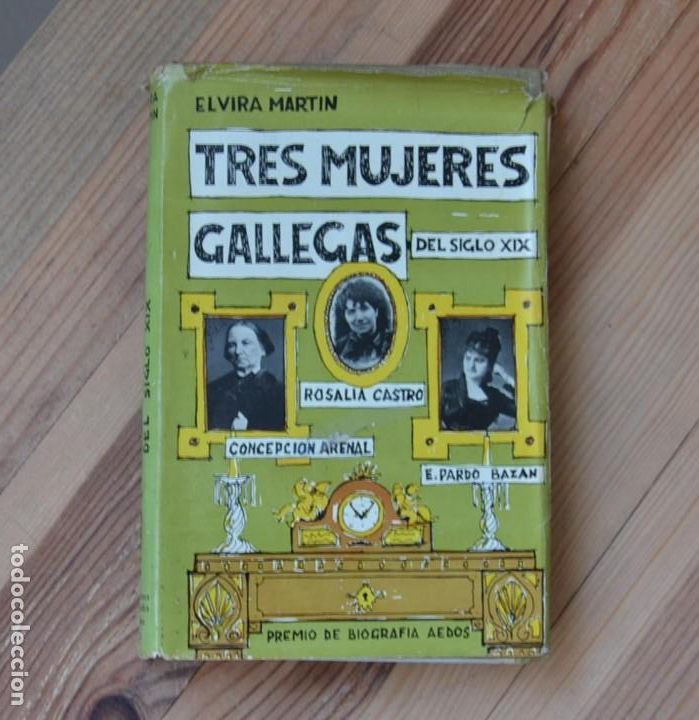 ELVIRA MARTIN
TRES MUJERES
GALLEGAS
DEL SIGLO XIX
ROSALIA CASTRO
CONCEPCION ARENAL
E. PARDO BAZAN
PREMIO DE BIOGRAFIA AEDOS
DEL SIGLO XIX
todocoleccion